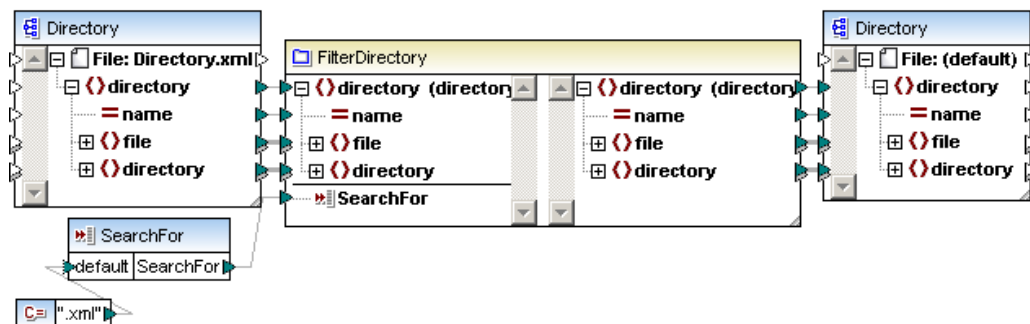 Directory
File: Directory.xml
directory
name
file
directory
FilterDirectory
directory (directory
name
file
directory
SearchFor
directory (directory
name
file
directory
Directory
File: (default)
directory
name
file
directory
SearchFor
default SearchFor
C= ".xml"